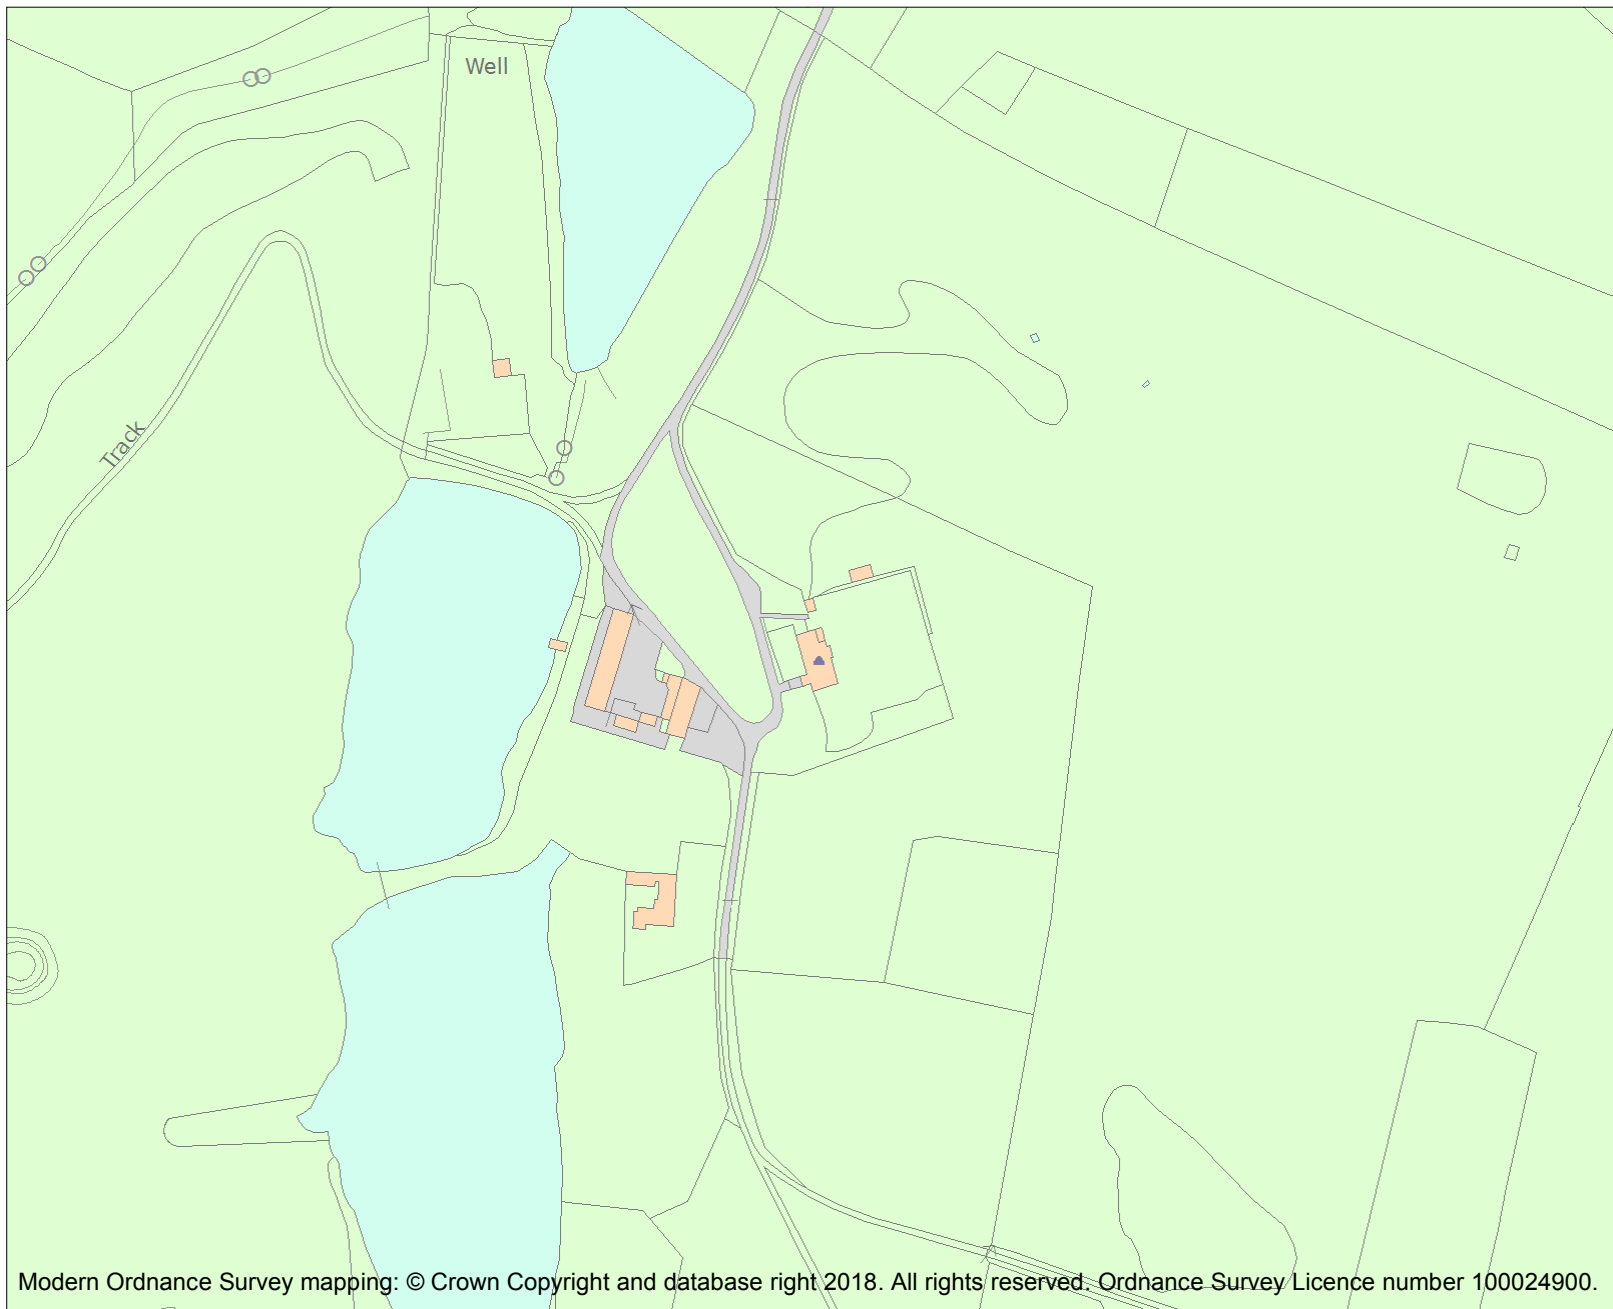 Well
Track
Modern Ordnance Survey mapping: © Crown Copyright and database right 2018. All rights reserved. Ordnance Survey Licence number 100024900.